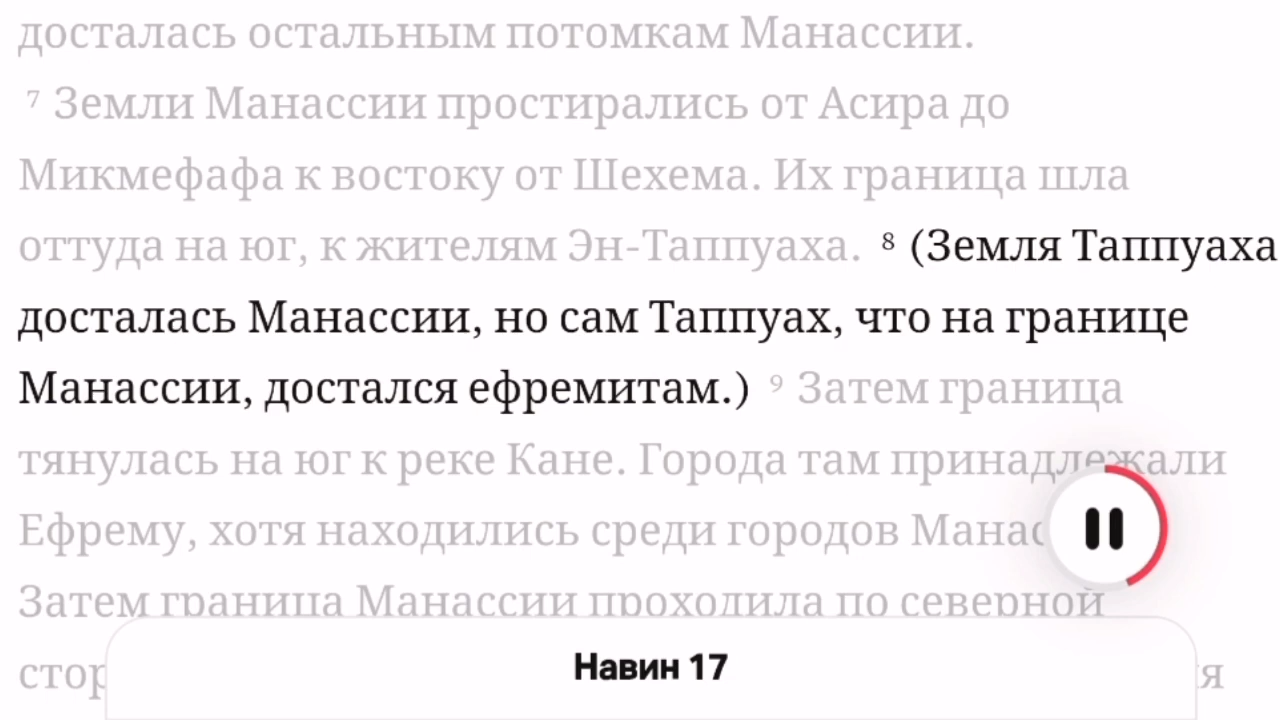 досталась остальным потомкам Манассии.
7 Земли Манассии простирались от Асира до
Микмефафа к востоку от Шехема. Их граница шла
оттуда на юг, к жителям Эн-Таппуаха. 8 (Земля Таппуаха
досталась Манассии, но сам Таппуах, что на границе
Манассии, достался ефремитам.) 9 Затем граница
тянулась на юг к реке Кане. Города там принадлежали
Ефрему, хотя находились среди городов
Затем граница Манассии проходила по северной
Навин 17